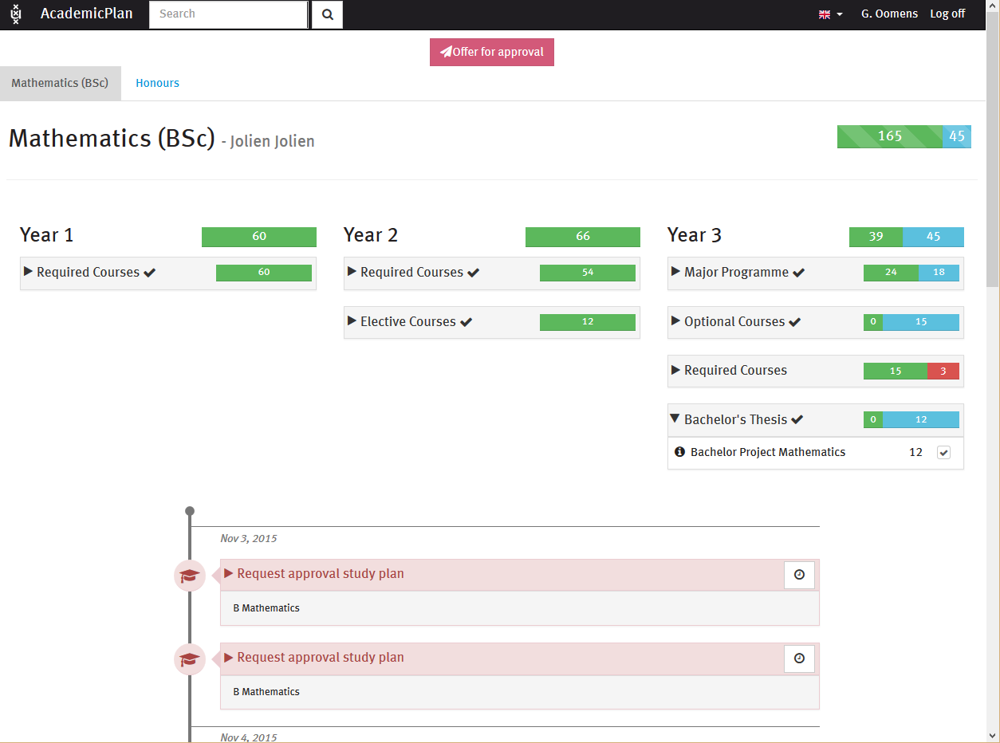 AcademicPlan Search G. Oomens Log off
Offer for approval
Mathematics (BSc) Honours
Mathematics (BSc) - Jolien Jolien 165 45
Year 1 60 Year 2 66 Year 3 39 45
Required Courses 60 Required Courses 54 Major Programme 24 18
Elective Courses 12 Optional Courses 0 15
Required Courses 15 3
Bachelor's Thesis 0 12
Bachelor Project Mathematics 12
Nov 3, 2015
Request approval study plan
B Mathematics
Request approval study plan
B Mathematics
Nov 4, 2015